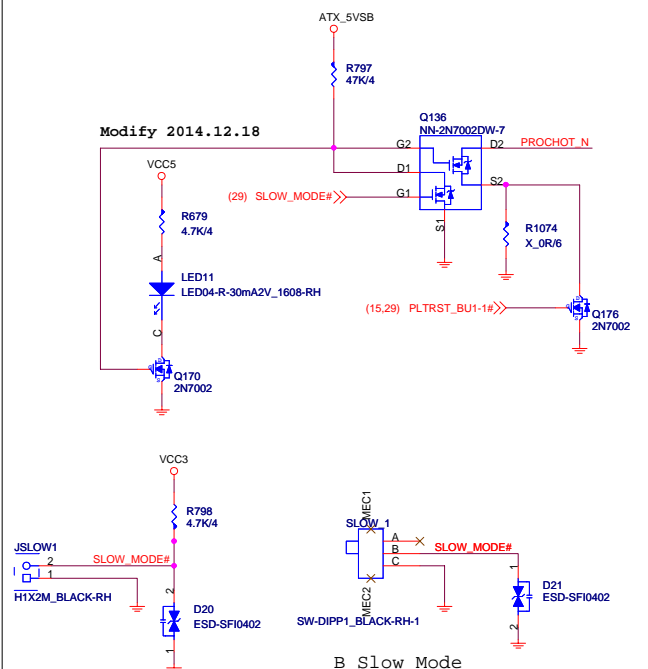 ATX_5VSB
R797
47K/4
Q136
NN-2N7002DW-7
Modify 2014.12.18
G2
D2
PROCHOT_N
VCC5
D1
S2
(29) SLOW_MODE#
G1
S1
R679
4.7K/4
R1074
X_0R/6
A
LED11
LED04-R-30mA2V_1608-RH
C
(15,29) PLTRST_BU1-1#
Q176
2N7002
Q170
2N7002
VCC3
R798
4.7K/4
MEC1
SLOW_1
JSLOW1
2
SLOW_MODE#
1
H1X2M_BLACK-RH
A
B
SLOW_MODE#
C
MEC2
SW-DIPP1_BLACK-RH-1
2
D20
ESD-SFI0402
1
1
D21
ESD-SFI0402
2
B Slow Mode